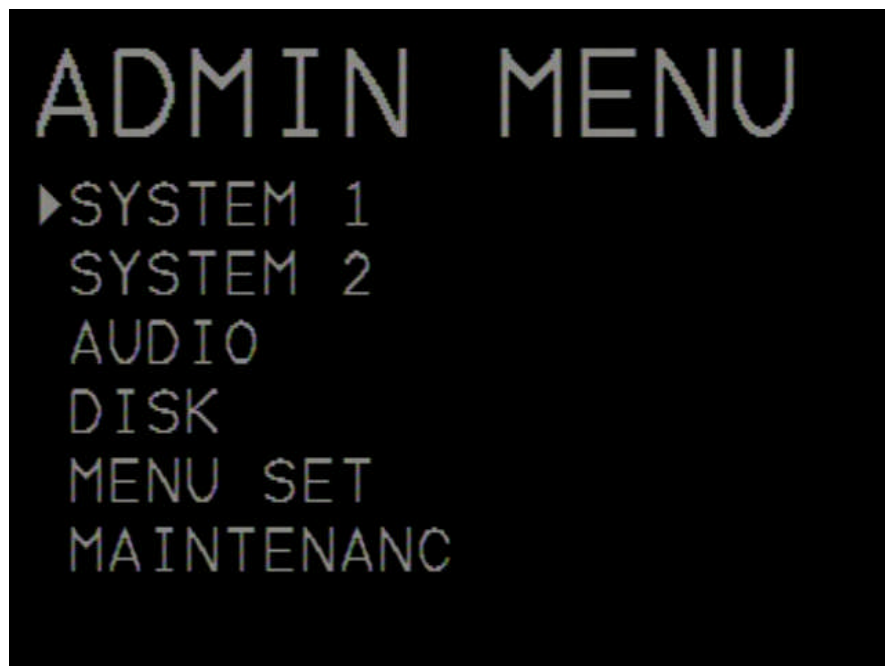 ADMIN MENU
SYSTEM 1
SYSTEM 2
AUDIO
DISK
MENU SET
MAINTENANC